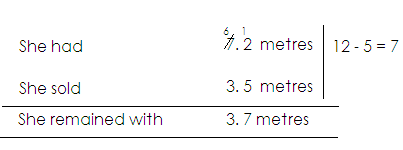 6 1
She had 7.2 metres 12 - 5 = 7
She sold 3.5 metres
She remained with 3.7 metres